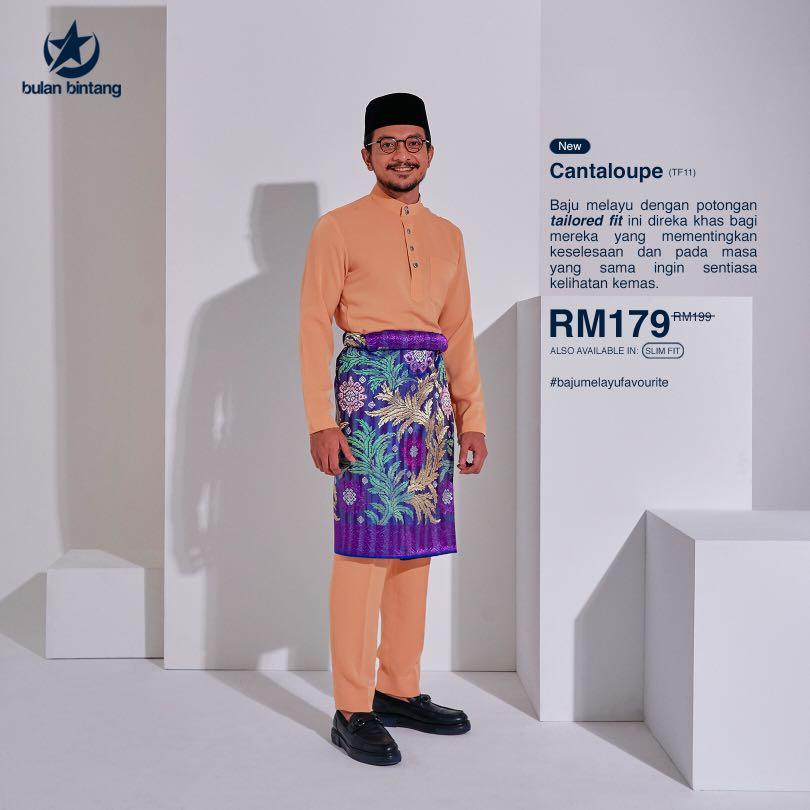 bulan bintang
New
Cantaloupe (TF11)
Baju melayu dengan potongan
tailored fit ini direka khas bagi
mereka yang mementingkan
keselesaan dan pada masa
yang sama ingin sentiasa
kelihatan kemas.
RM179 RM199
ALSO AVAILABLE IN: SLIM FIT
#bajumelayufavourite